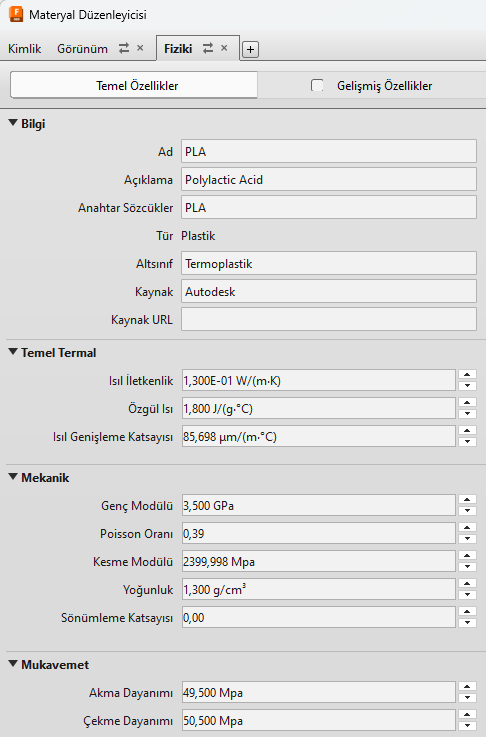 Materyal Düzenleyicisi
Kimlik Görünüm Fiziki
Temel Özellikler Gelişmiş Özellikler
Bilgi
Ad PLA
Açıklama Polylactic Acid
Anahtar Sözcükler PLA
Tür Plastik
Altsınıf Termoplastik
Kaynak Autodesk
Kaynak URL
Temel Termal
Isıl İletkenlik 1,300E-01 W/(m·K)
Özgül Isı 1,800 J/(g·°C)
Isıl Genişleme Katsayısı 85,698 µm/(m·°C)
Mekanik
Genç Modülü 3,500 GPa
Poisson Oranı 0,39
Kesme Modülü 2399,998 Mpa
Yoğunluk 1,300 g/cm³
Sönümleme Katsayısı 0,00
Mukavemet
Akma Dayanımı 49,500 Mpa
Çekme Dayanımı 50,500 Mpa